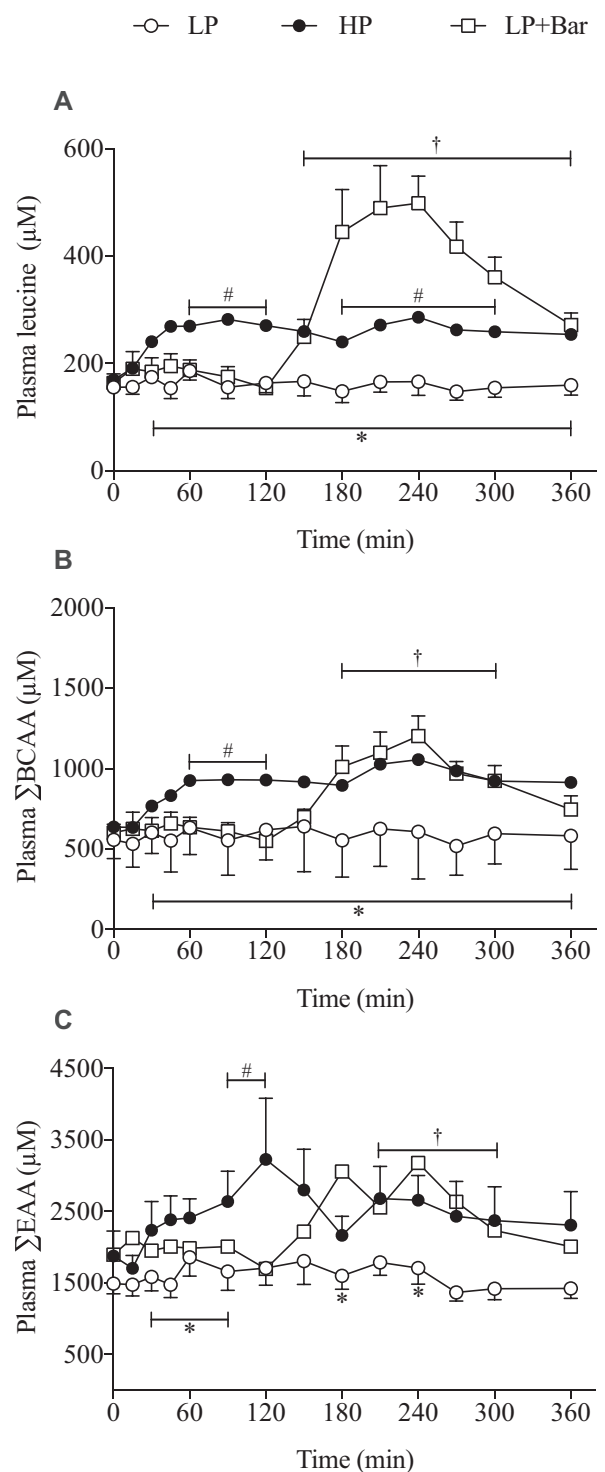 LP HP LP+Bar
A
†
600
Plasma leucine (µM)
400
# #
200
*
0
0 60 120 180 240 300 360
Time (min)
B
2000
Plasma ∑BCAA (µM)
†
1500
#
1000
500
*
0
0 60 120 180 240 300 360
Time (min)
C
4500
#
Plasma ∑EAA (µM)
†
3500
2500
1500
* * *
500
0 60 120 180 240 300 360
Time (min)